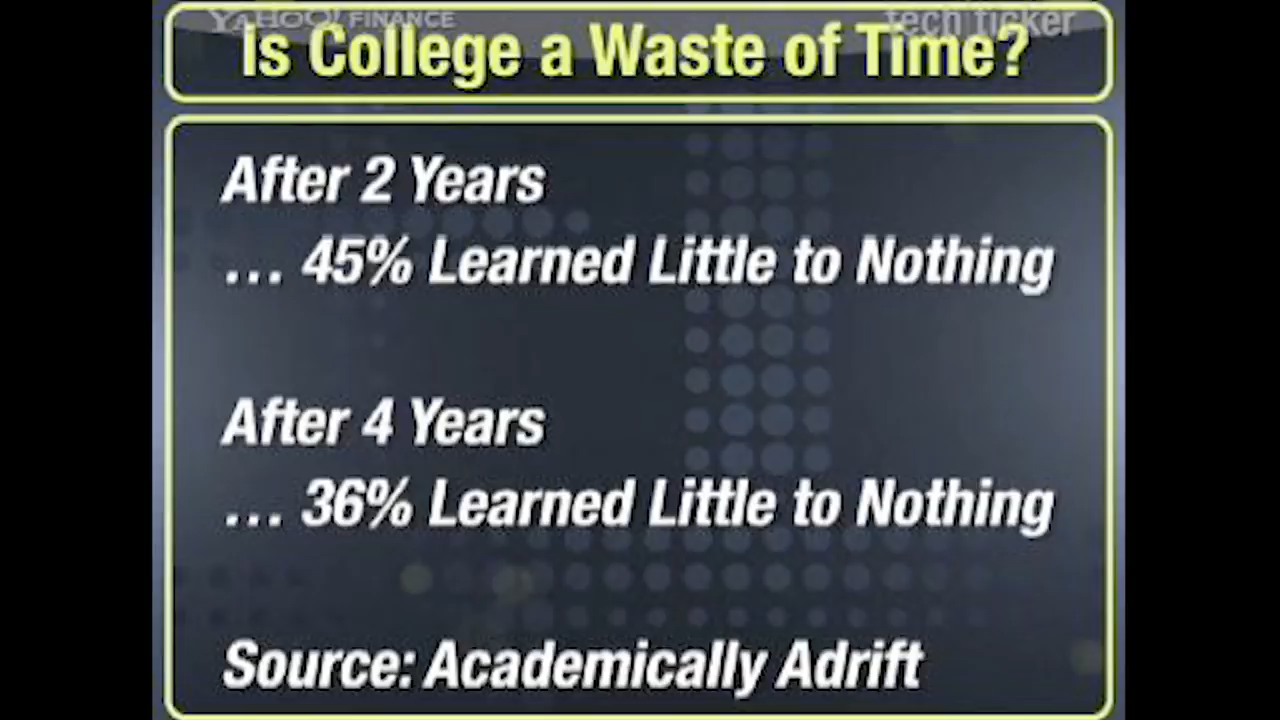 YAHOO! FINANCE
tech ticker
Is College a Waste of Time?
After 2 Years
... 45% Learned Little to Nothing
After 4 Years
... 36% Learned Little to Nothing
Source: Academically Adrift